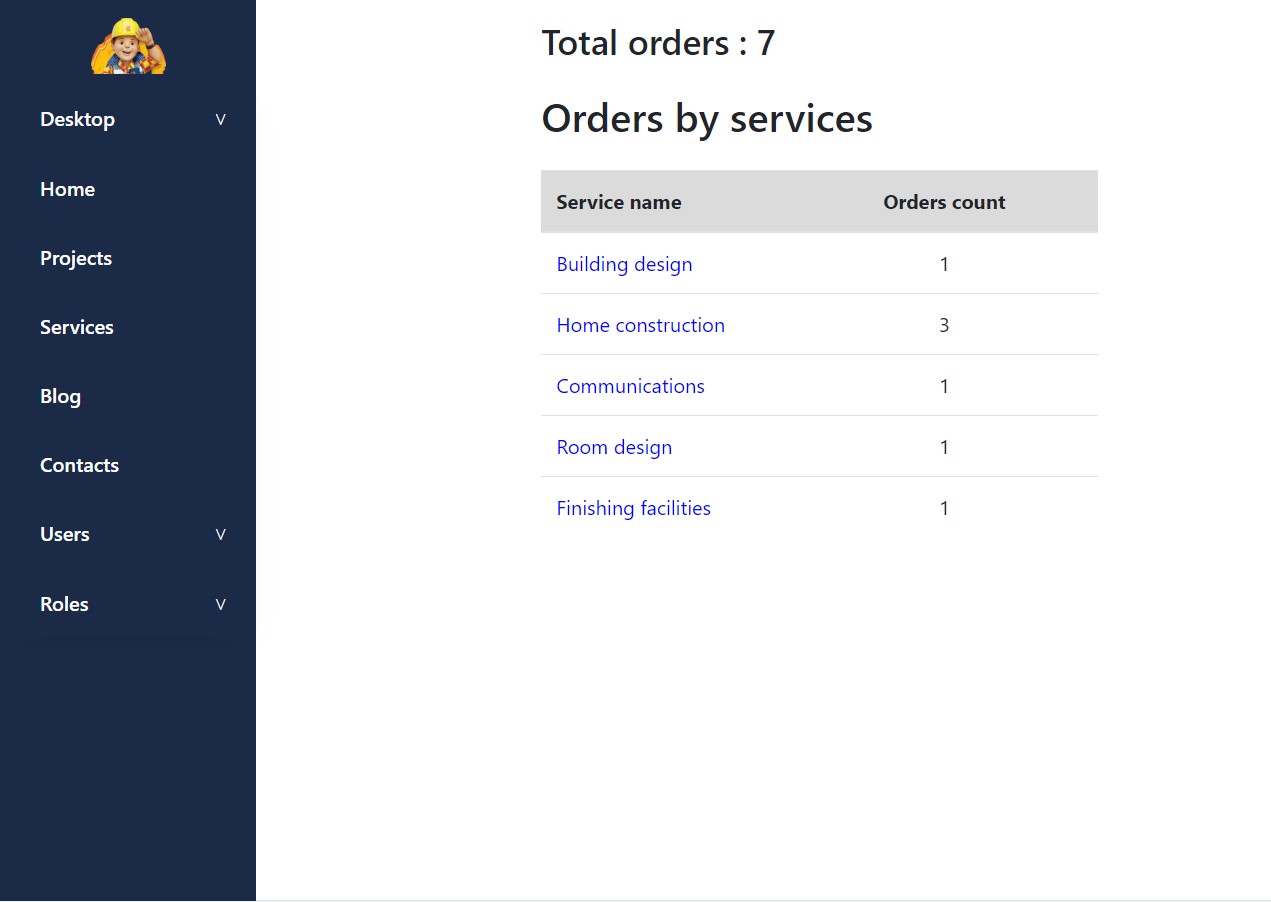 Total orders : 7
Orders by services
Desktop V
Home
Projects
Services
Blog
Contacts
Users V
Roles V
Service name Orders count
Building design 1
Home construction 3
Communications 1
Room design 1
Finishing facilities 1